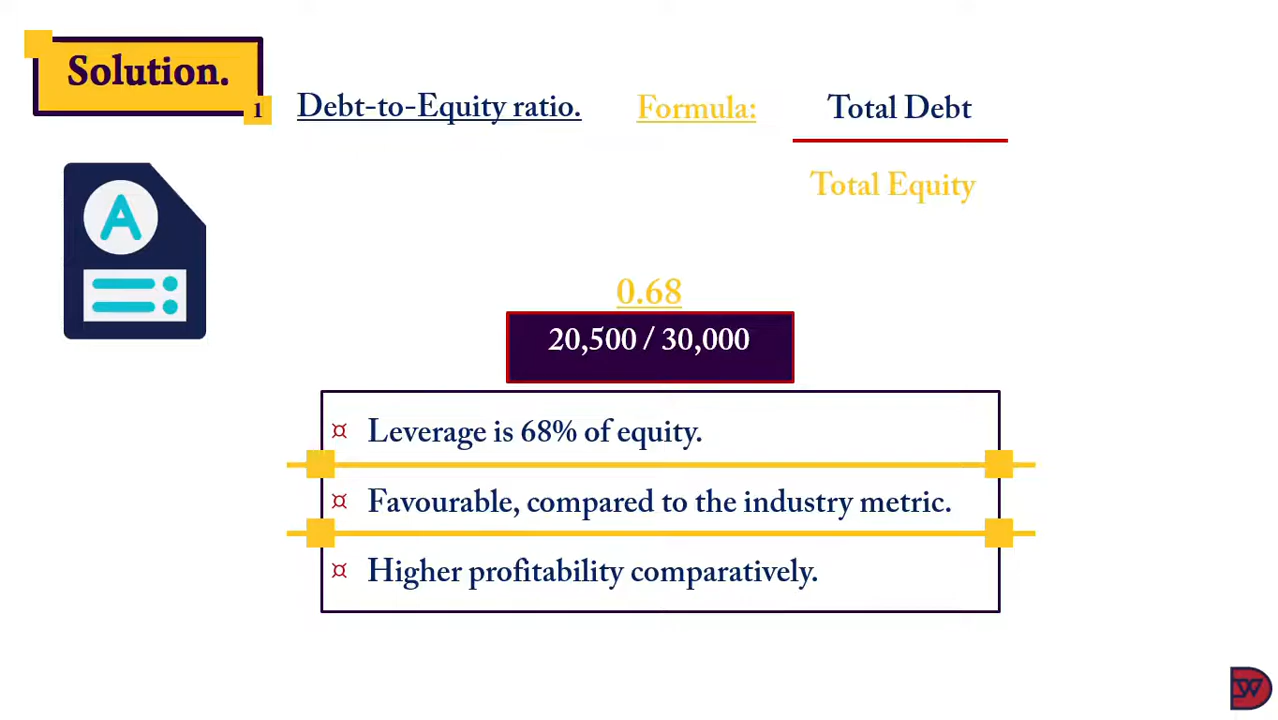 Solution.
1
Debt-to-Equity ratio.
Formula:
Total Debt
Total Equity
A
0.68
20,500 / 30,000
¤ Leverage is 68% of equity.
¤ Favourable, compared to the industry metric.
¤ Higher profitability comparatively.
DW